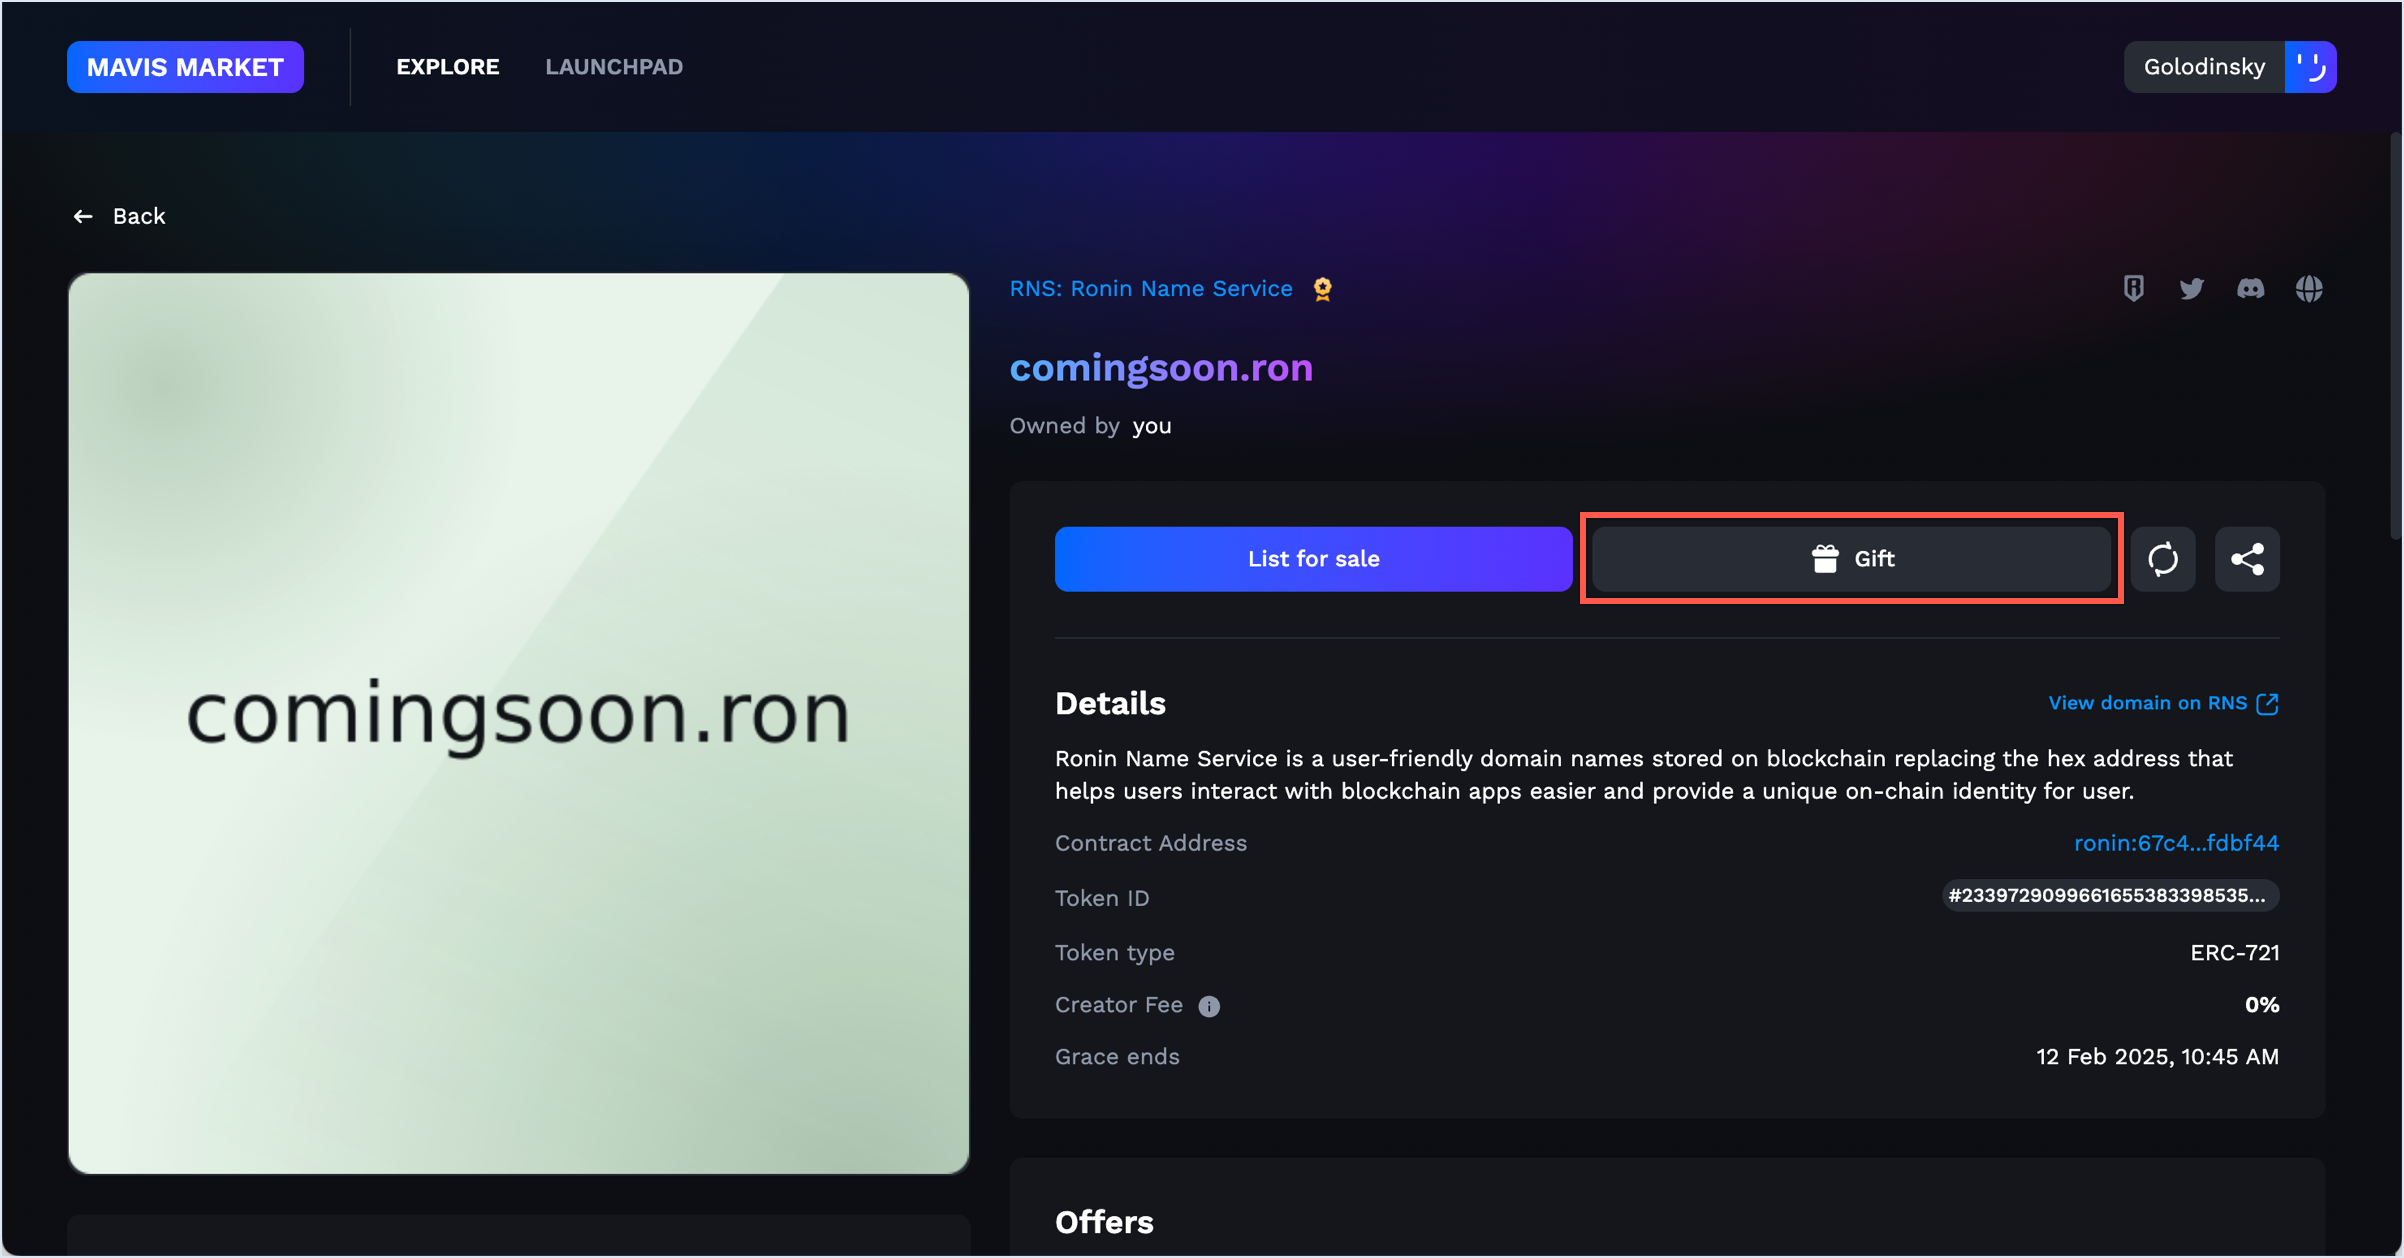 MAVIS MARKET
EXPLORE
LAUNCHPAD
Golodinsky
Back
comingsoon.ron
RNS: Ronin Name Service
comingsoon.ron
Owned by you
List for sale
Gift
Details
View domain on RNS
Ronin Name Service is a user-friendly domain names stored on blockchain replacing the hex address that
helps users interact with blockchain apps easier and provide a unique on-chain identity for user.
Contract Address
ronin:67c4...fdbf44
Token ID
#2339729099661655383398535...
Token type
ERC-721
Creator Fee
0%
Grace ends
12 Feb 2025, 10:45 AM
Offers